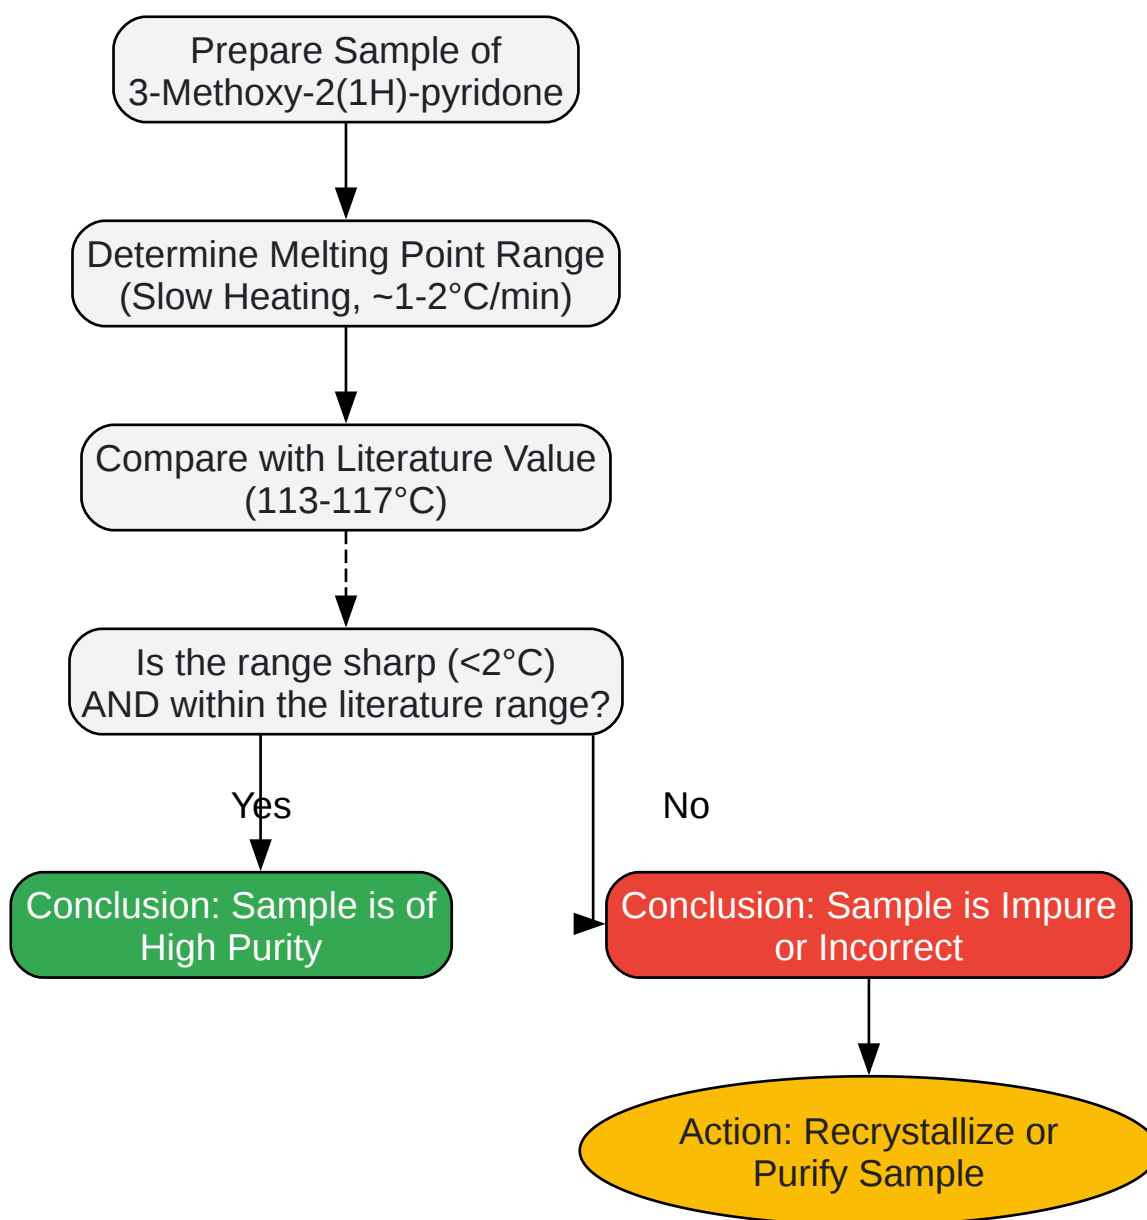 Prepare Sample of
3-Methoxy-2(1H)-pyridone
Determine Melting Point Range
(Slow Heating, ~1-2°C/min)
Compare with Literature Value
(113-117°C)
Is the range sharp (<2°C)
AND within the literature range?
Yes
No
Conclusion: Sample is of
High Purity
Conclusion: Sample is Impure
or Incorrect
Action: Recrystallize or
Purify Sample